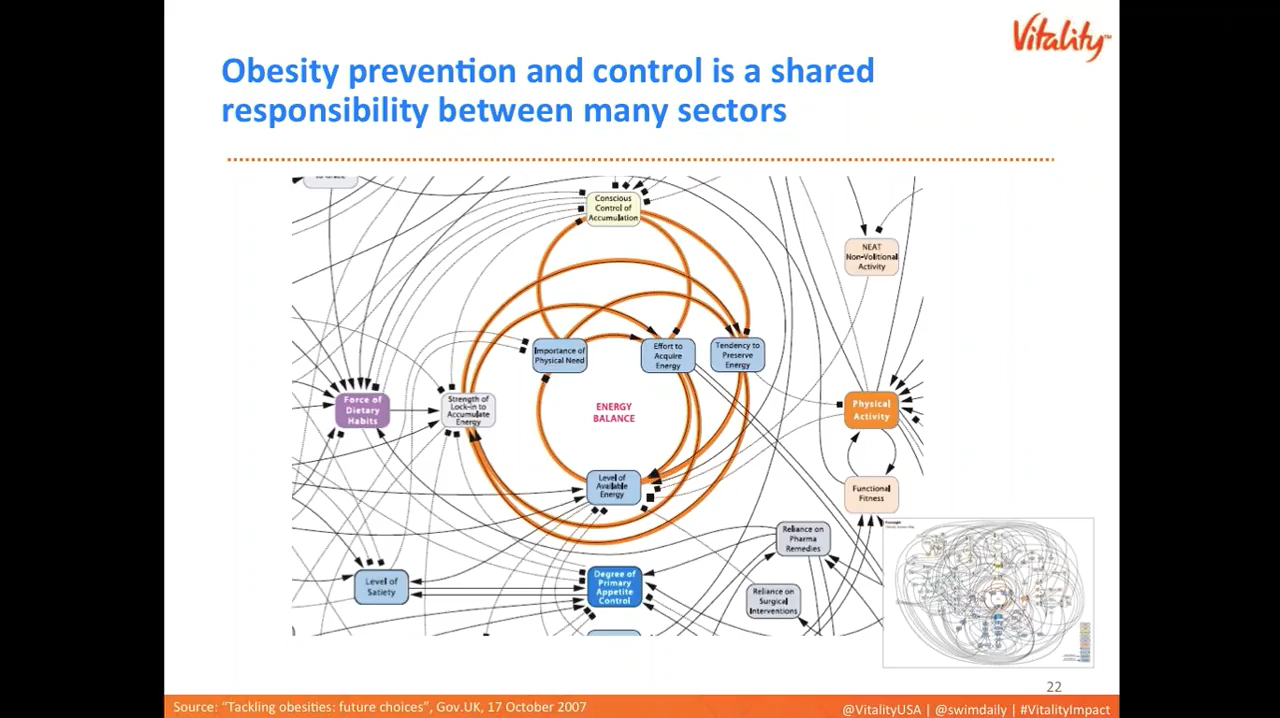 Vitality™
Obesity prevention and control is a shared
responsibility between many sectors
Conscious
Control of
Accumulation
NEAT
Non-Volitional
Activity
Importance of
Physical Need
Effort to
Acquire
Energy
Tendency to
Preserve
Energy
Force of
Dietary
Habits
Strength of
Lock-in to
Accumulate
Energy
ENERGY
BALANCE
Physical
Activity
Level of
Available
Energy
Functional
Fitness
Reliance on
Pharma
Remedies
Level of
Satiety
Degree of
Primary
Appetite
Control
Reliance on
Surgical
Interventions
22
Source: “Tackling obesities: future choices”, Gov.UK, 17 October 2007
@VitalityUSA | @swimdaily | #VitalityImpact